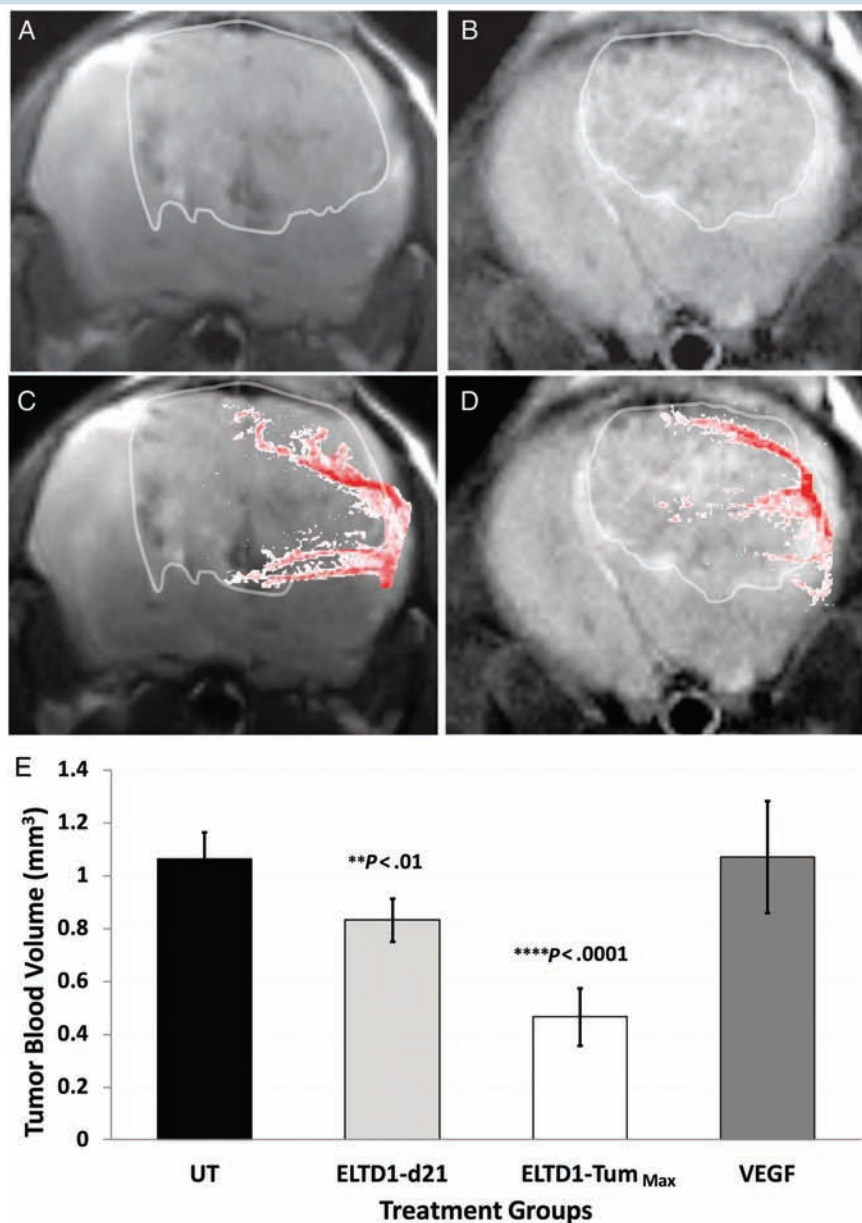 A
B
C
D
E
Tumor Blood Volume (mm³)
1.4
1.2
1
0.8
0.6
0.4
0.2
0
**P< .01
****P< .0001
UT
ELTD1-d21
ELTD1-Tum Max
VEGF
Treatment Groups